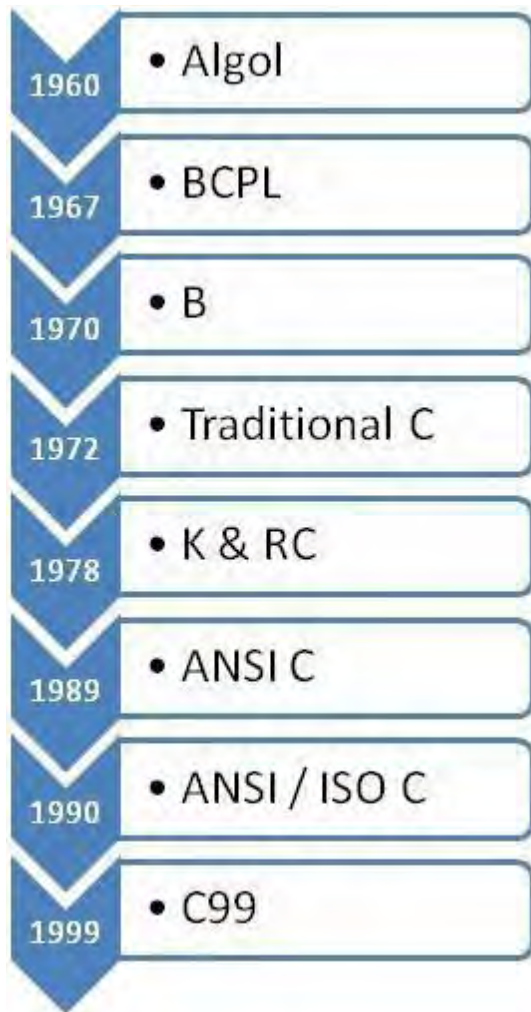 1960
• Algol
1967
• BCPL
1970
• B
1972
• Traditional C
1978
• K & RC
1989
• ANSI C
1990
• ANSI / ISO C
1999
• C99